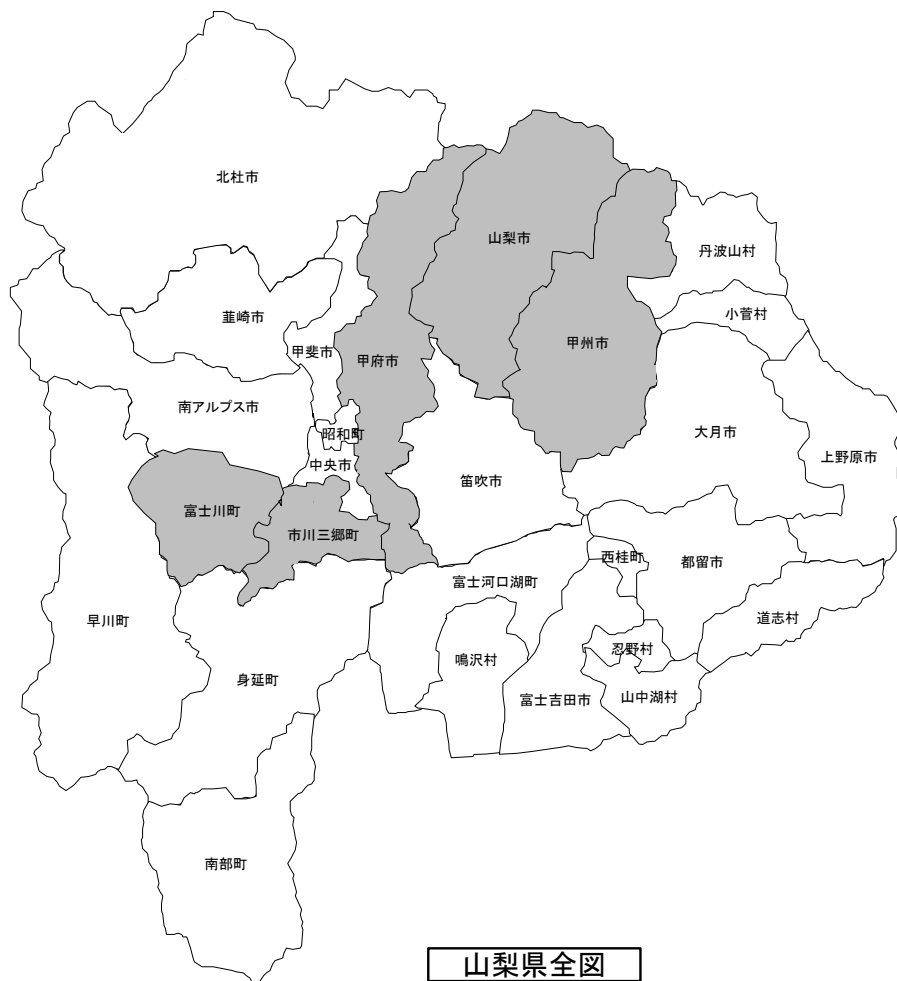 北杜市
山梨市
丹波山村
小菅村
韮崎市
甲斐市
甲府市
甲州市
南アルプス市
昭和町
大月市
中央市
上野原市
笛吹市
富士川町
市川三郷町
西桂町
都留市
富士河口湖町
早川町
道志村
忍野村
鳴沢村
身延町
富士吉田市
山中湖村
南部町
山梨県全図